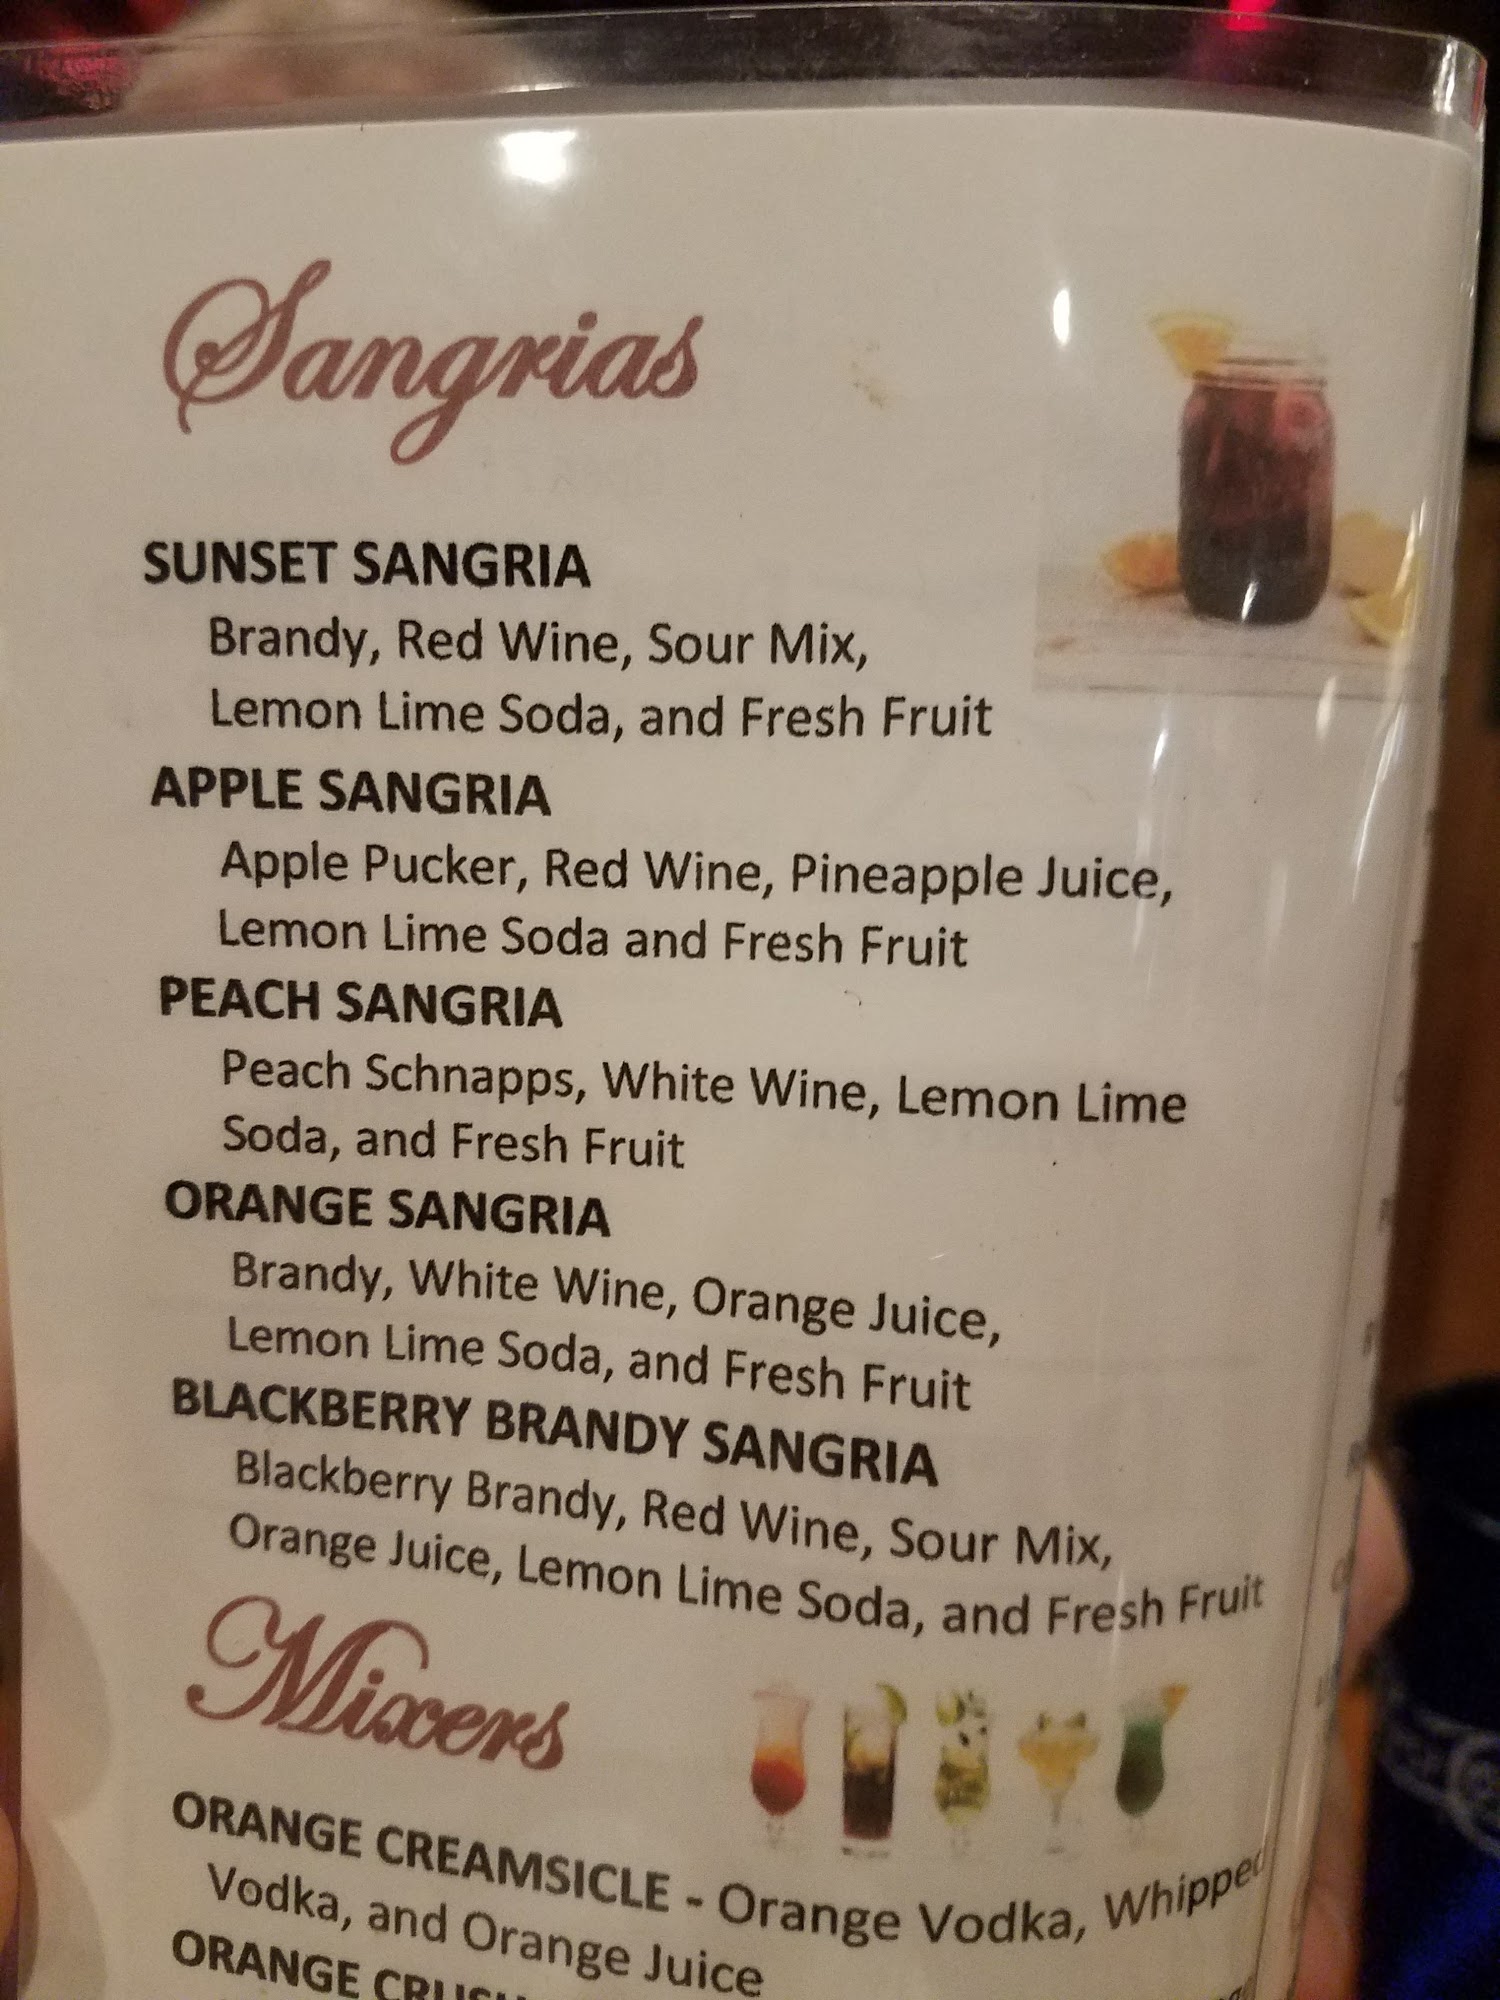 Sangrias
SUNSET SANGRIA
Brandy, Red Wine, Sour Mix,
Lemon Lime Soda, and Fresh Fruit
APPLE SANGRIA
Apple Pucker, Red Wine, Pineapple Juice,
Lemon Lime Soda and Fresh Fruit
PEACH SANGRIA
Peach Schnapps, White Wine, Lemon Lime
Soda, and Fresh Fruit
ORANGE SANGRIA
Brandy, White Wine, Orange Juice,
Lemon Lime Soda, and Fresh Fruit
BLACKBERRY BRANDY SANGRIA
Blackberry Brandy, Red Wine, Sour Mix,
Orange Juice, Lemon Lime Soda, and Fresh Fruit
Mixers
ORANGE CREAMSICLE - Orange Vodka, Whipped
Vodka, and Orange Juice
ORANGE